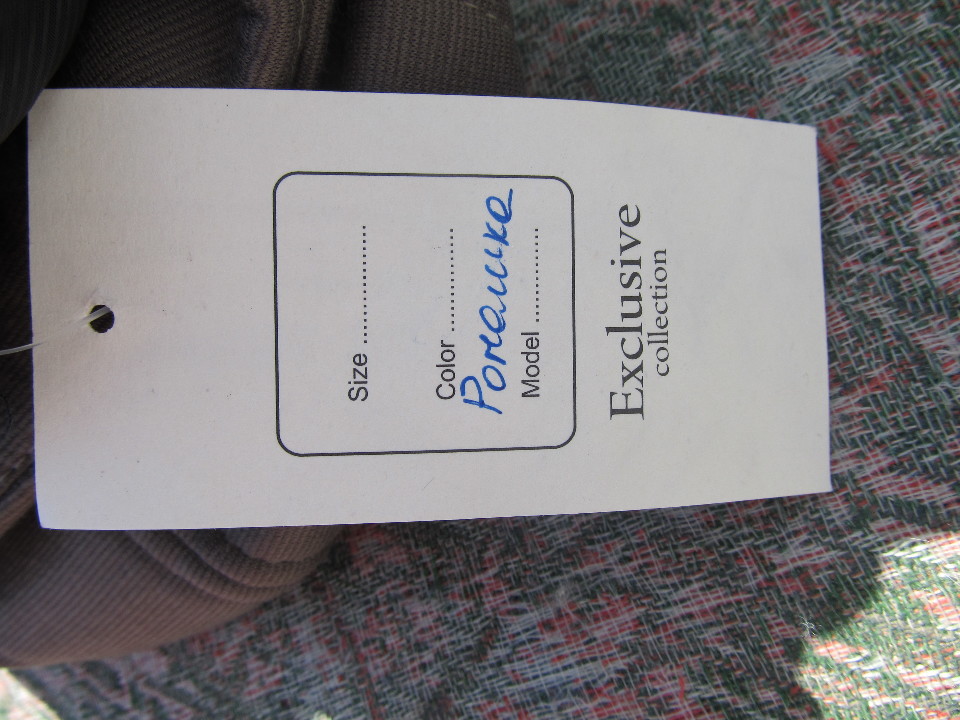 Size ....................
Color .................
Ромашка
Model ..............
Exclusive
collection